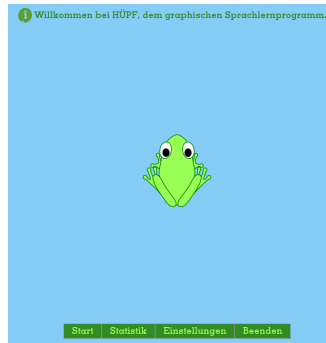 Willkommen bei HÜPF, dem graphischen Sprachlernprogramm.
Start Statistik Einstellungen Beenden